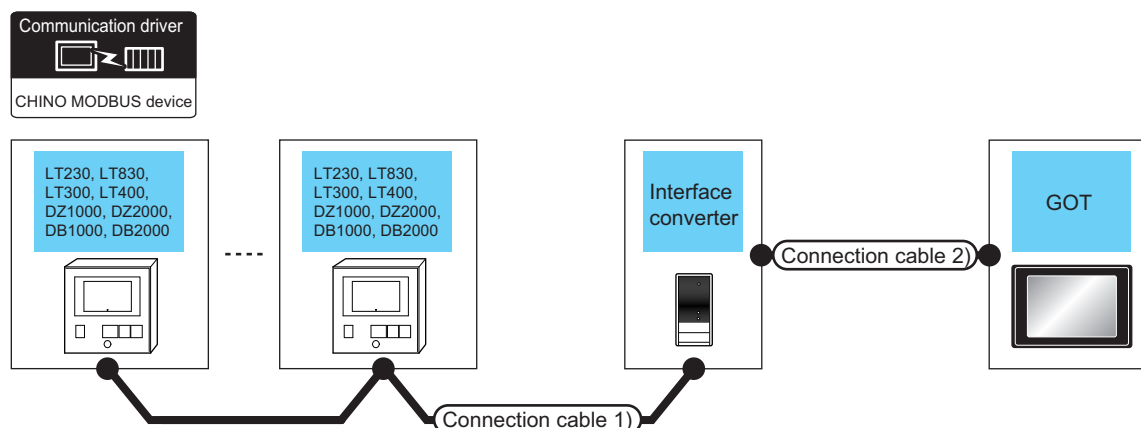 Communication driver
CHINO MODBUS device
LT230, LT830,
LT300, LT400,
DZ1000, DZ2000,
DB1000, DB2000
LT230, LT830,
LT300, LT400,
DZ1000, DZ2000,
DB1000, DB2000
Interface
converter
GOT
Connection cable 2)
Connection cable 1)